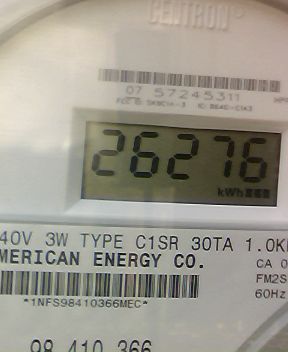 CENTRON®
07 57245311
26276
kWh
40V 3W TYPE C1SR 30TA 1.0K
MERICAN ENERGY CO.
CA 0
FM2S
60Hz
*1NFS98410366MEC*
98 410 366